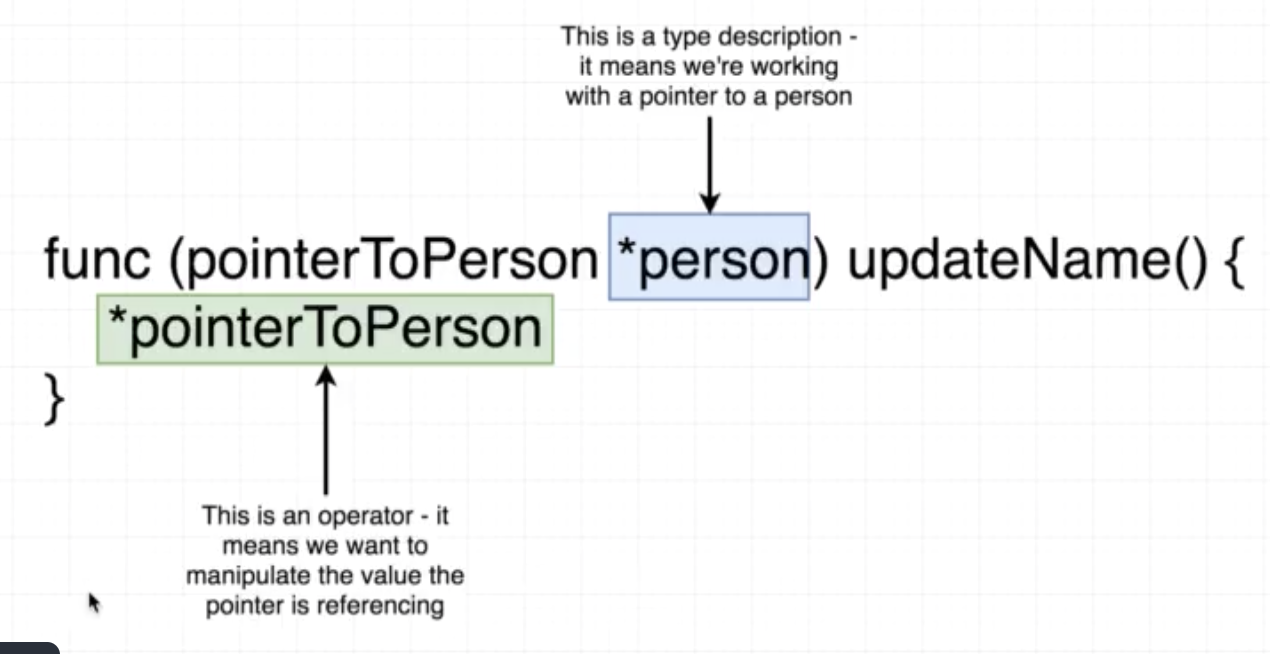 This is a type description -
it means we're working
with a pointer to a person
func (pointerToPerson *person) updateName() {
*pointerToPerson
}
This is an operator - it
means we want to
manipulate the value the
pointer is referencing